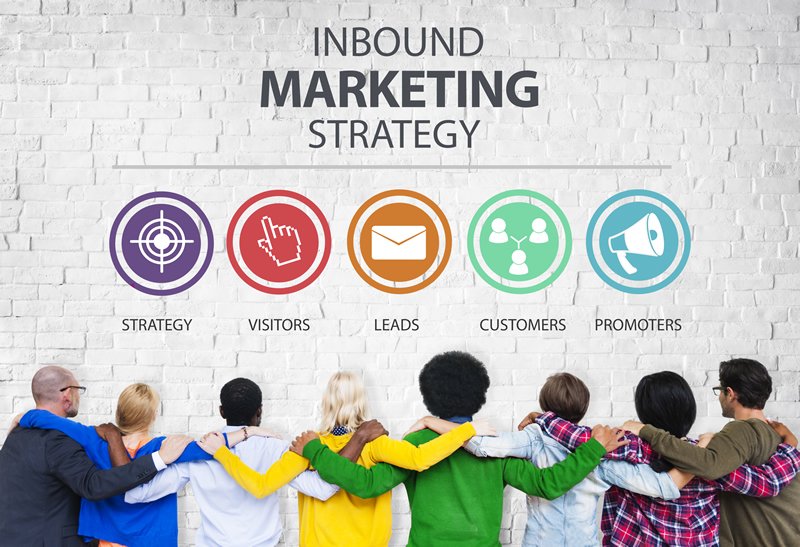 INBOUND
MARKETING
STRATEGY
STRATEGY
VISITORS
LEADS
CUSTOMERS
PROMOTERS